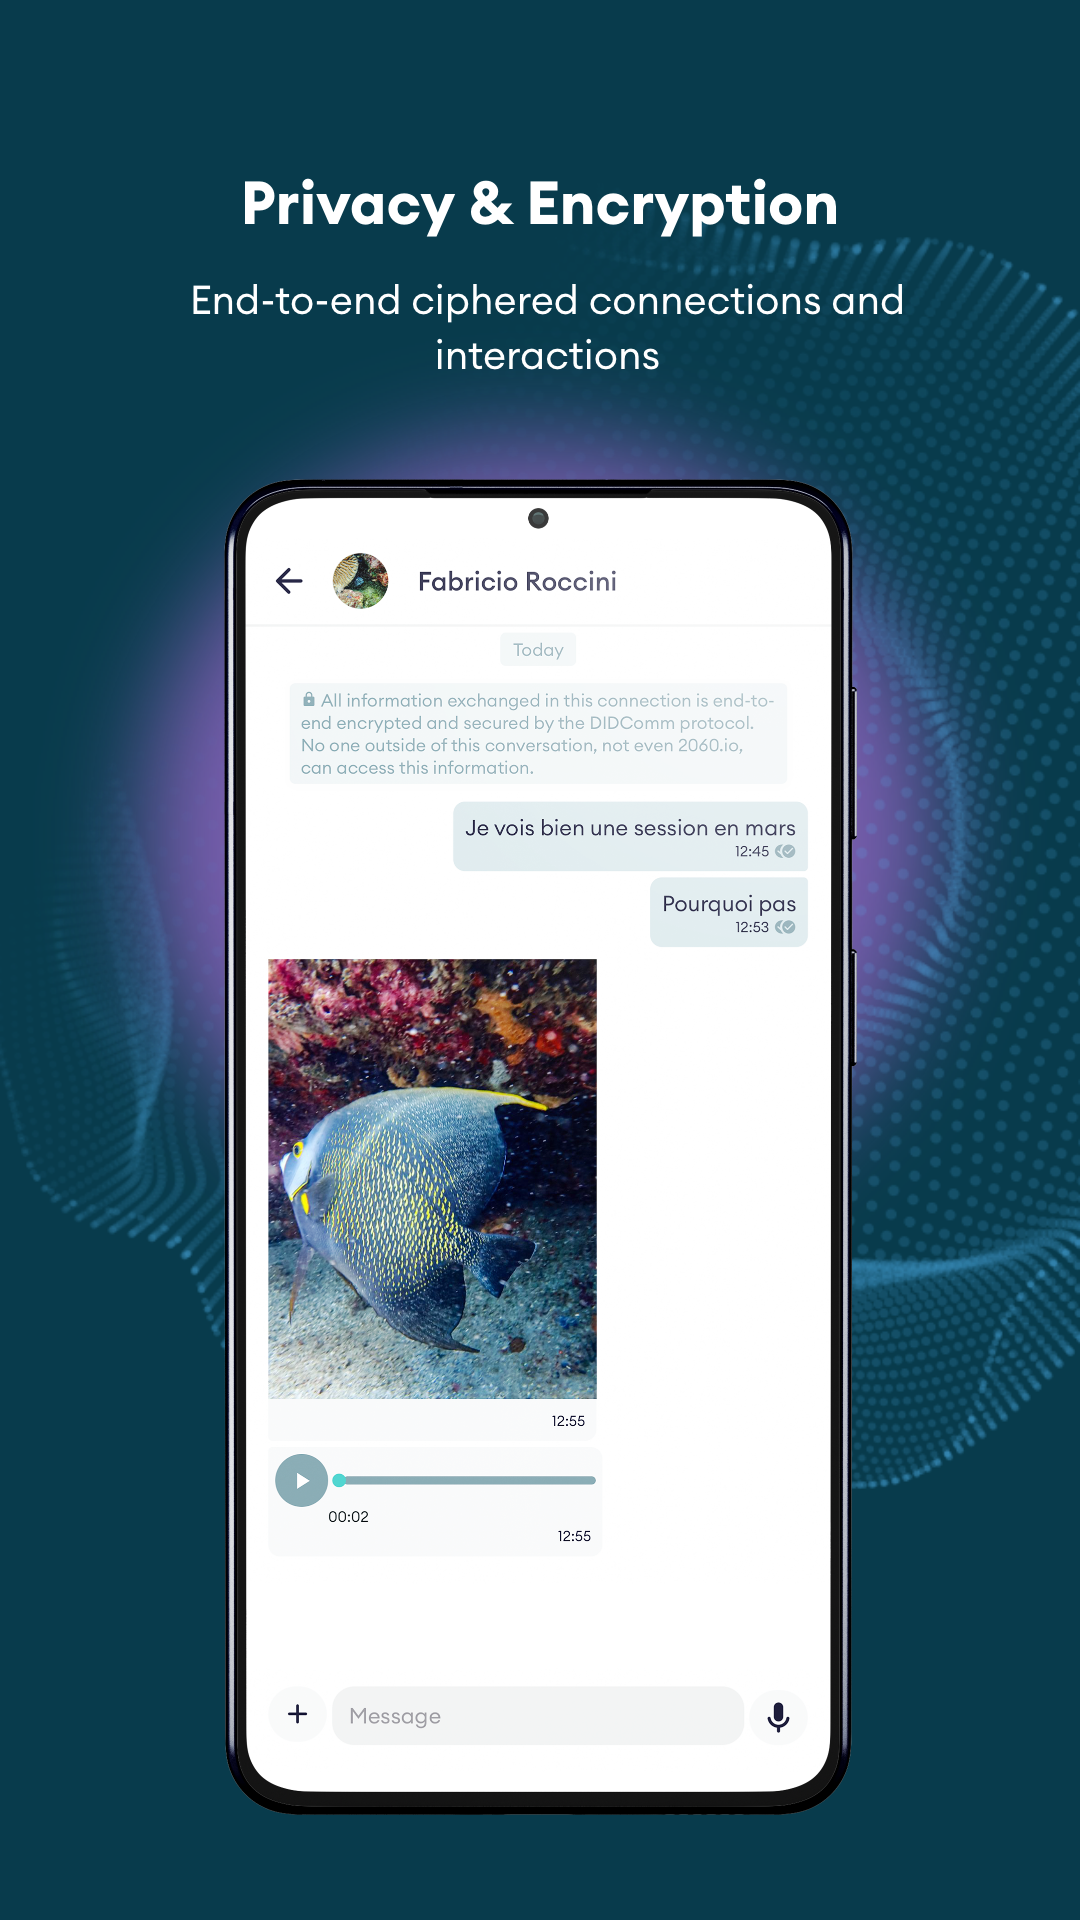 Privacy & Encryption
End-to-end ciphered connections and
interactions
Fabricio Roccini
Today
All information exchanged in this connection is end-to-
end encrypted and secured by the DIDComm protocol.
No one outside of this conversation, not even 2060.io,
can access this information.
Je vois bien une session en mars
12:45
Pourquoi pas
12:53
12:55
00:02
12:55
Message